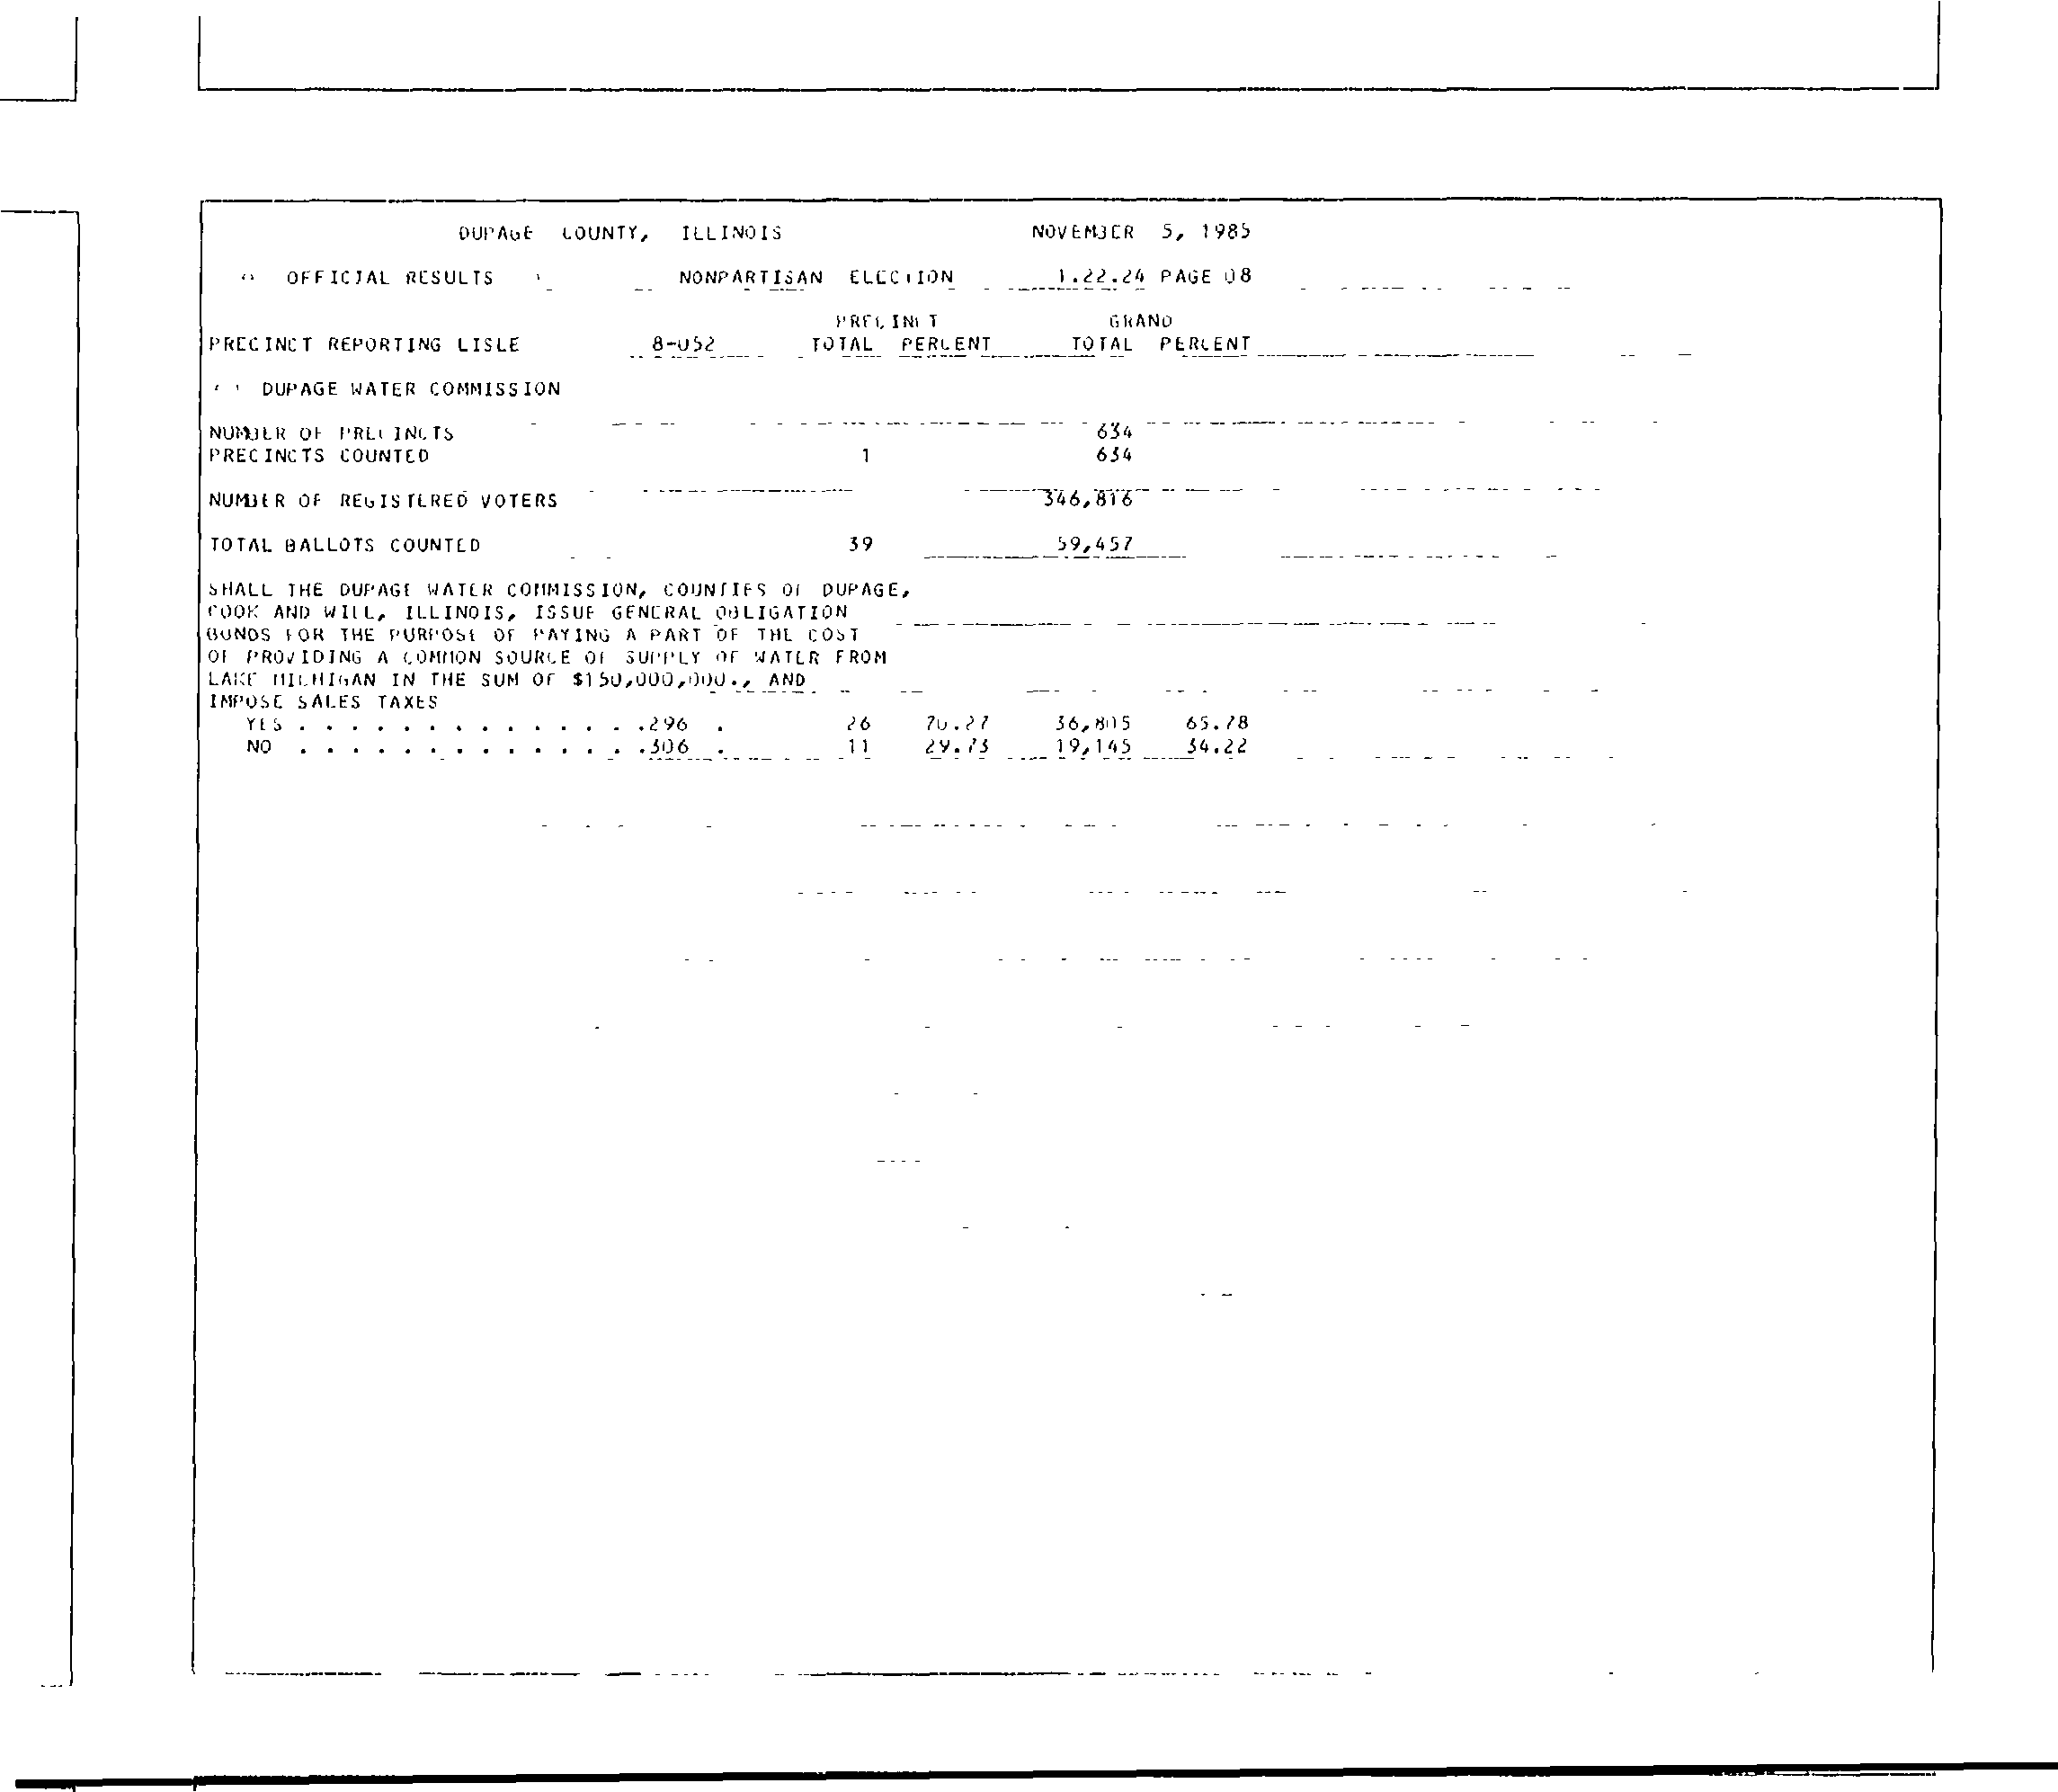 DUPAGE COUNTY, ILLINOIS NOVEMBER 5, 1985
OFFICIAL RESULTS NONPARTISAN ELECTION 1.22.24 PAGE 08
PRECINCT GRAND
PRECINCT REPORTING LISLE 8-052 TOTAL PERCENT TOTAL PERCENT
DUPAGE WATER COMMISSION
NUMBER OF PRECINCTS 634
PRECINCTS COUNTED 1 634
NUMBER OF REGISTERED VOTERS 346,816
TOTAL BALLOTS COUNTED 39 59,457
SHALL THE DUPAGE WATER COMMISSION, COUNTIES OF DUPAGE,
COOK AND WILL, ILLINOIS, ISSUE GENERAL OBLIGATION
BONDS FOR THE PURPOSE OF PAYING A PART OF THE COST
OF PROVIDING A COMMON SOURCE OF SUPPLY OF WATER FROM
LAKE MICHIGAN IN THE SUM OF $150,000,000., AND
IMPOSE SALES TAXES
YES . . . . . . . . . . . . . .296 . 26 70.27 36,805 65.78
NO . . . . . . . . . . . . . .306 . 11 29.73 19,145 34.22